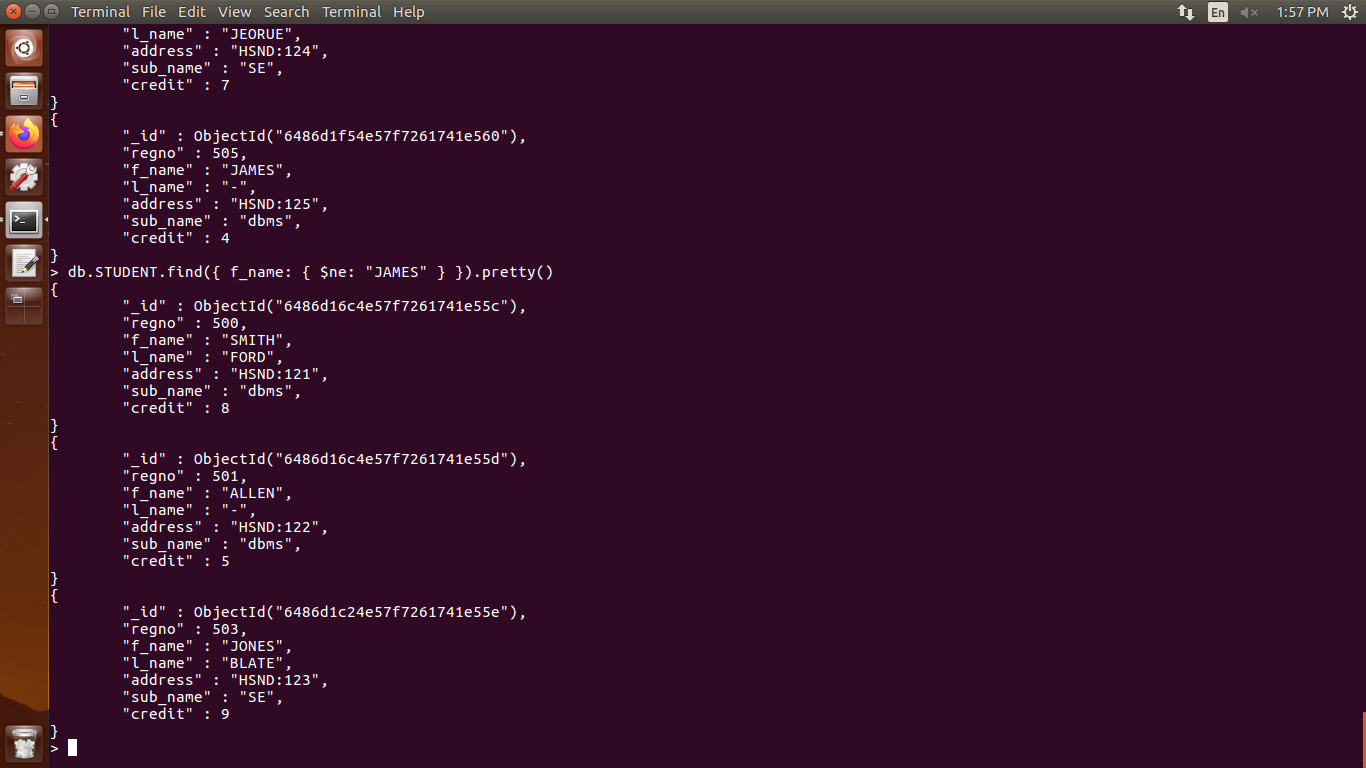 Terminal File Edit View Search Terminal Help En 1:57 PM
"l_name" : "JEORUE",
"address" : "HSND:124",
"sub_name" : "SE",
"credit" : 7
}
{
"_id" : ObjectId("6486d1f54e57f7261741e560"),
"regno" : 505,
"f_name" : "JAMES",
"l_name" : "-",
"address" : "HSND:125",
"sub_name" : "dbms",
"credit" : 4
}
> db.STUDENT.find({ f_name: { $ne: "JAMES" } }).pretty()
{
"_id" : ObjectId("6486d16c4e57f7261741e55c"),
"regno" : 500,
"f_name" : "SMITH",
"l_name" : "FORD",
"address" : "HSND:121",
"sub_name" : "dbms",
"credit" : 8
}
{
"_id" : ObjectId("6486d16c4e57f7261741e55d"),
"regno" : 501,
"f_name" : "ALLEN",
"l_name" : "-",
"address" : "HSND:122",
"sub_name" : "dbms",
"credit" : 5
}
{
"_id" : ObjectId("6486d1c24e57f7261741e55e"),
"regno" : 503,
"f_name" : "JONES",
"l_name" : "BLATE",
"address" : "HSND:123",
"sub_name" : "SE",
"credit" : 9
}
>